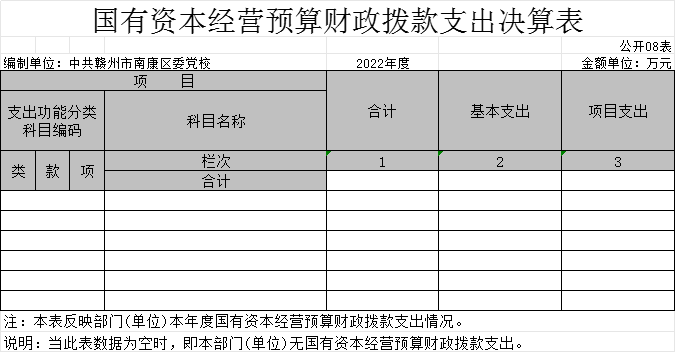 国有资本经营预算财政拨款支出决算表
公开08表
编制单位：中共赣州市南康区委党校 2022年度 金额单位：万元
项 目 合计 基本支出 项目支出
支出功能分类科目编码 科目名称
类 款 项 栏次 1 2 3
合计
注：本表反映部门(单位)本年度国有资本经营预算财政拨款支出情况。
说明：当此表数据为空时，即本部门(单位)无国有资本经营预算财政拨款支出。